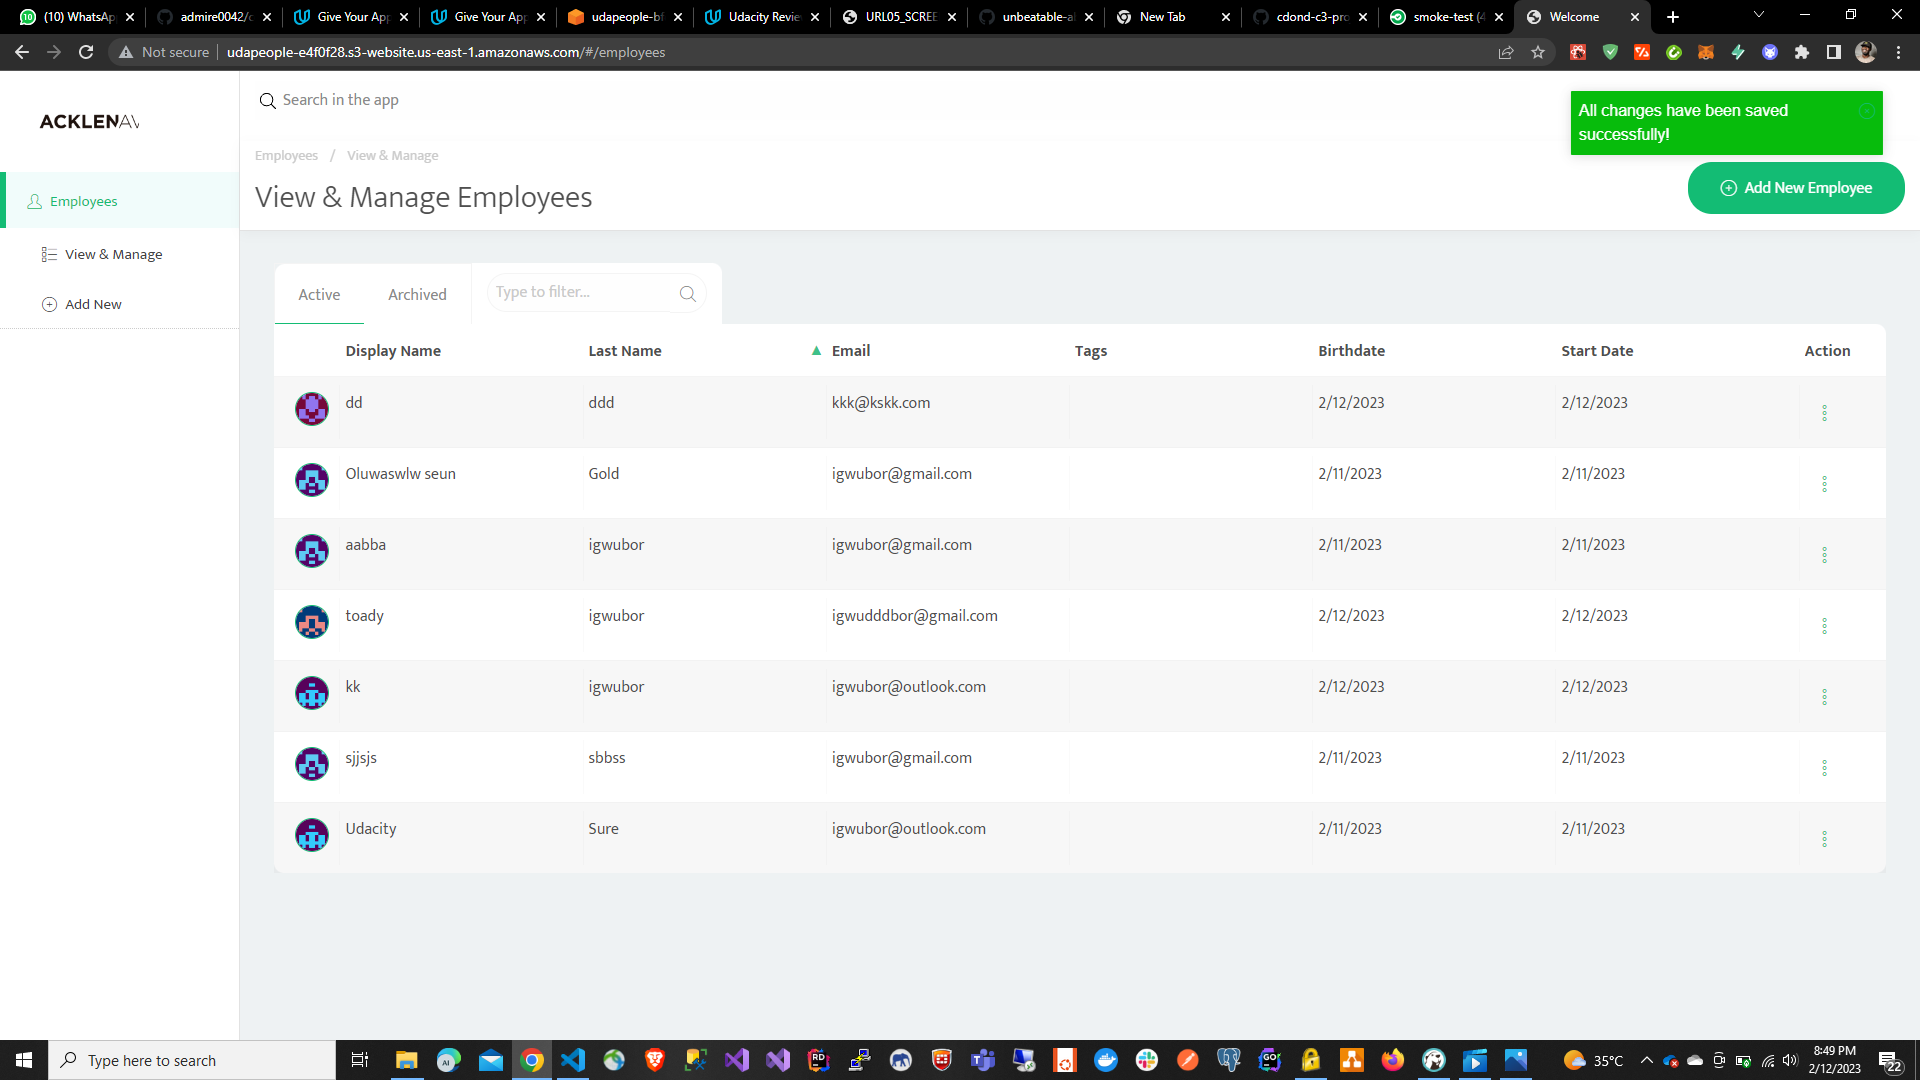 (10) WhatsAp
admire0042/c
Give Your App
Give Your App
udapeople-bf
Udacity Revie
URL05_SCREE
unbeatable-al
New Tab
cdond-c3-pro
smoke-test (4
Welcome
Not secure
udapeople-e4f0f28.s3-website.us-east-1.amazonaws.com/#/employees
ACKLENAV
Search in the app
All changes have been saved
successfully!
Employees / View & Manage
View & Manage Employees
Add New Employee
Employees
View & Manage
Add New
Active
Archived
Type to filter...
Display Name Last Name ▲ Email Tags Birthdate Start Date Action
dd ddd kkk@kskk.com 2/12/2023 2/12/2023
Oluwaswlw seun Gold igwubor@gmail.com 2/11/2023 2/11/2023
aabba igwubor igwubor@gmail.com 2/11/2023 2/11/2023
toady igwubor igwudddbor@gmail.com 2/12/2023 2/12/2023
kk igwubor igwubor@outlook.com 2/12/2023 2/12/2023
sjjsjs sbbss igwubor@gmail.com 2/11/2023 2/11/2023
Udacity Sure igwubor@outlook.com 2/11/2023 2/11/2023
Type here to search
35°C
8:49 PM
2/12/2023
22